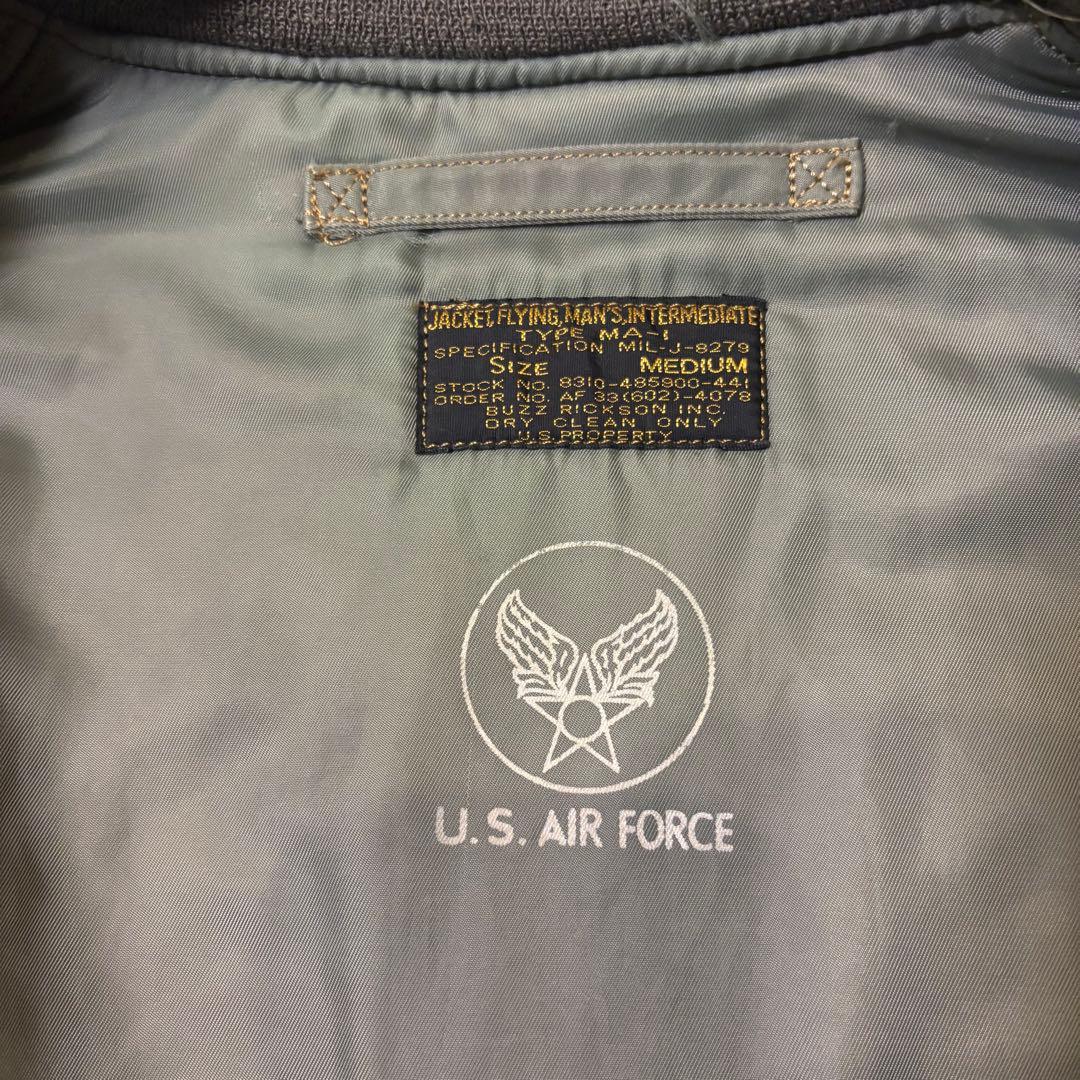 JACKET, FLYING, MAN'S, INTERMEDIATE
TYPE MA-1
SPECIFICATION MIL-J-8279
SIZE MEDIUM
STOCK NO. 8310-485900-441
ORDER NO. AF 33(602)-4078
BUZZ RICKSON INC.
DRY CLEAN ONLY
U.S. PROPERTY
U.S. AIR FORCE